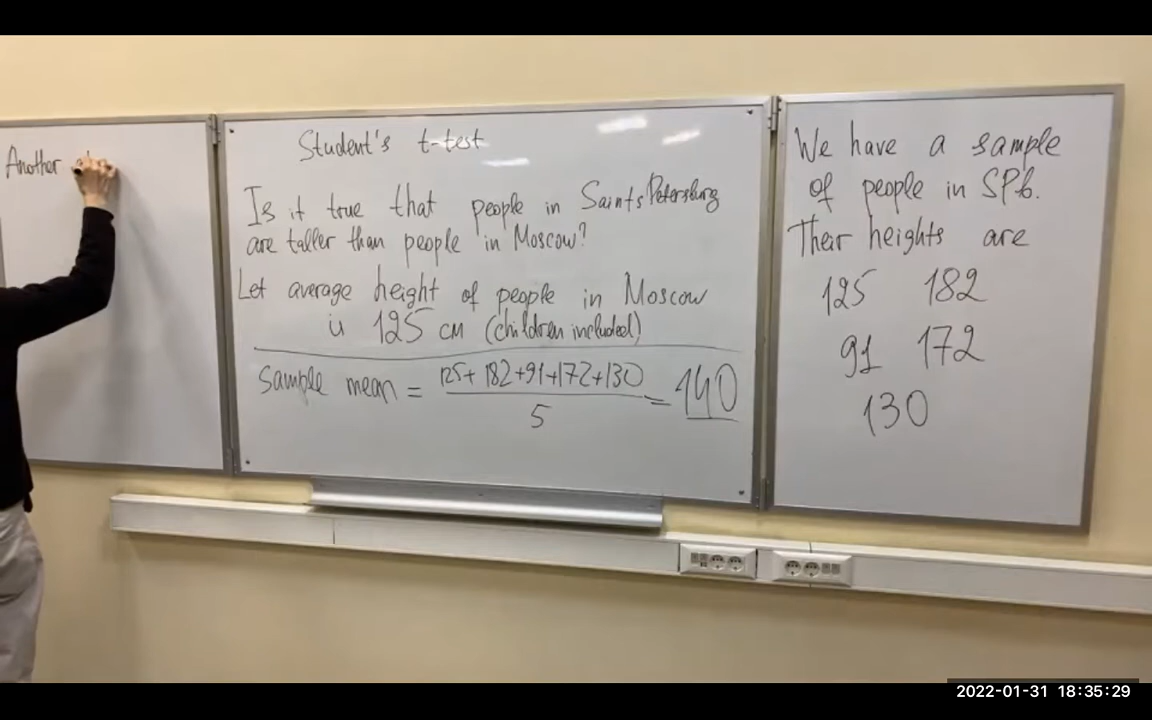 Another
Student's t-test
Is it true that people in Saints Petersburg
are taller than people in Moscow?
Let average height of people in Moscow
is 125 cm (children included)
Sample mean = 125+182+91+172+130 / 5 = 140
We have a sample
of people in SPb.
Their heights are
125 182
91 172
130
2022-01-31 18:35:29